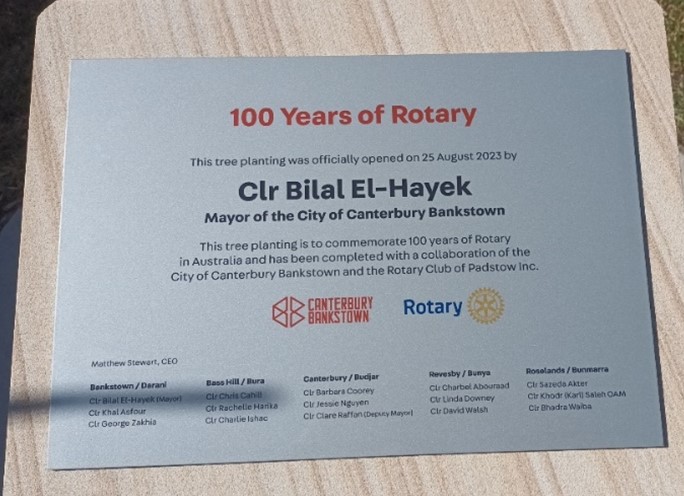 100 Years of Rotary
This tree planting was officially opened on 25 August 2023 by
Clr Bilal El-Hayek
Mayor of the City of Canterbury Bankstown
This tree planting is to commemorate 100 years of Rotary
in Australia and has been completed with a collaboration of the
City of Canterbury Bankstown and the Rotary Club of Padstow Inc.
CANTERBURY
BANKSTOWN
Rotary
Matthew Stewart, CEO
Bankstown / Darani
Clr Bilal El-Hayek (Mayor)
Clr Khal Asfour
Clr George Zakhia
Bass Hill / Bura
Clr Chris Cahill
Clr Rachelle Harika
Clr Charlie Ishac
Canterbury / Budjar
Clr Barbara Coorey
Clr Jessie Nguyen
Clr Clare Raffan (Deputy Mayor)
Revesby / Bunya
Clr Charbel Abouraad
Clr Linda Downey
Clr David Walsh
Roselands / Bunmarra
Clr Sazeda Akter
Clr Khodr (Karl) Saleh OAM
Clr Bhadra Waiba